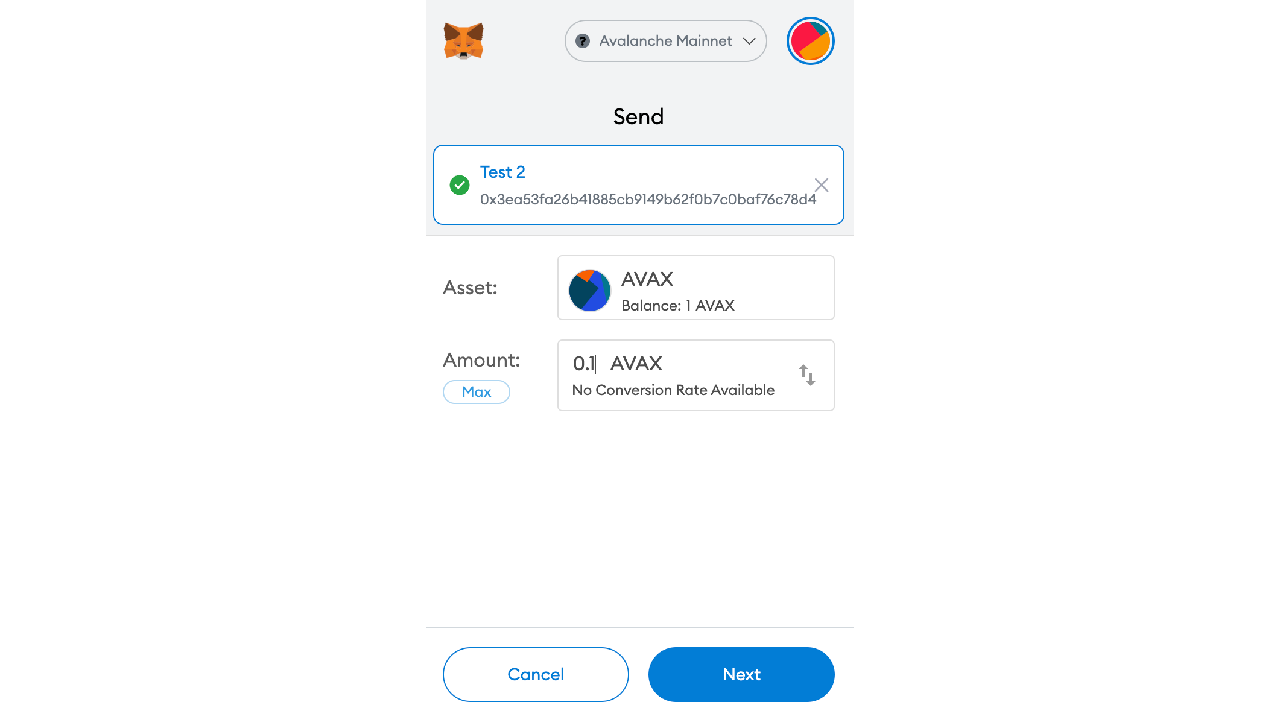 ? Avalanche Mainnet
Send
Test 2
0x3ea53fa26b41885cb9149b62f0b7c0baf76c78d4
Asset:
AVAX
Balance: 1 AVAX
Amount:
Max
0.1 AVAX
No Conversion Rate Available
Cancel
Next